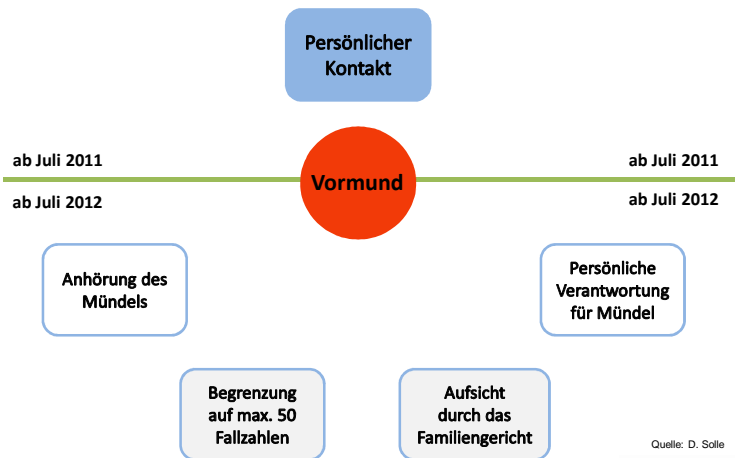 Persönlicher
Kontakt
ab Juli 2011
ab Juli 2011
Vormund
ab Juli 2012
ab Juli 2012
Anhörung des
Mündels
Persönliche
Verantwortung
für Mündel
Begrenzung
auf max. 50
Fallzahlen
Aufsicht
durch das
Familiengericht
Quelle: D. Solle